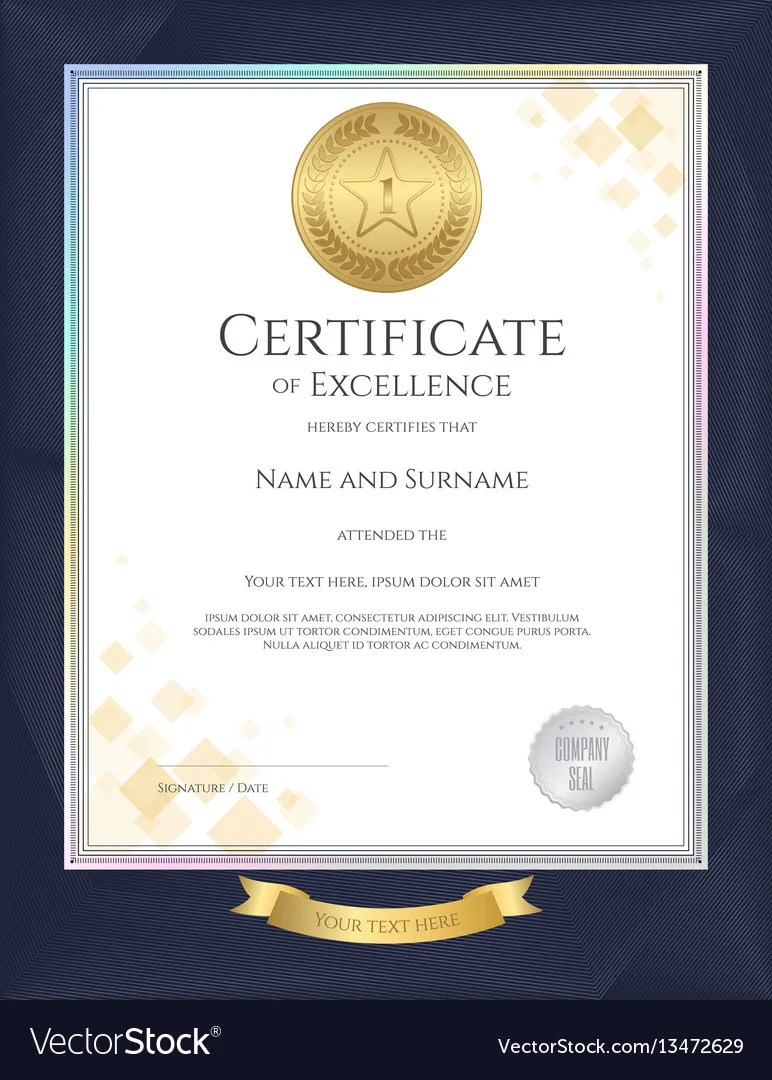 1
Certificate
of Excellence
hereby certifies that
Name and Surname
attended the
Your text here, ipsum dolor sit amet
ipsum dolor sit amet, consectetur adipiscing elit. Vestibulum
sodales ipsum ut tortor condimentum, eget congue purus porta.
Nulla aliquet id tortor ac condimentum.
Company
Seal
Signature / Date
Your text here
VectorStock®
VectorStock.com/13472629